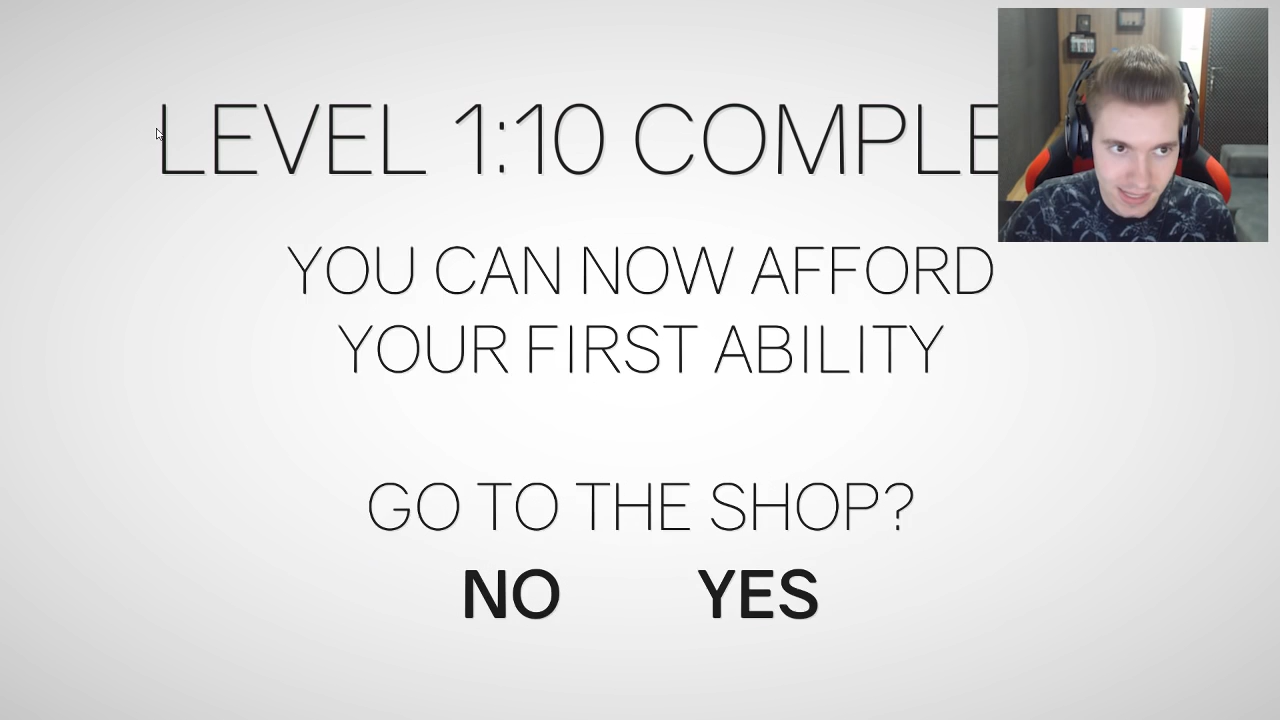 LEVEL 1:10 COMPLE
YOU CAN NOW AFFORD
YOUR FIRST ABILITY
GO TO THE SHOP?
NO YES